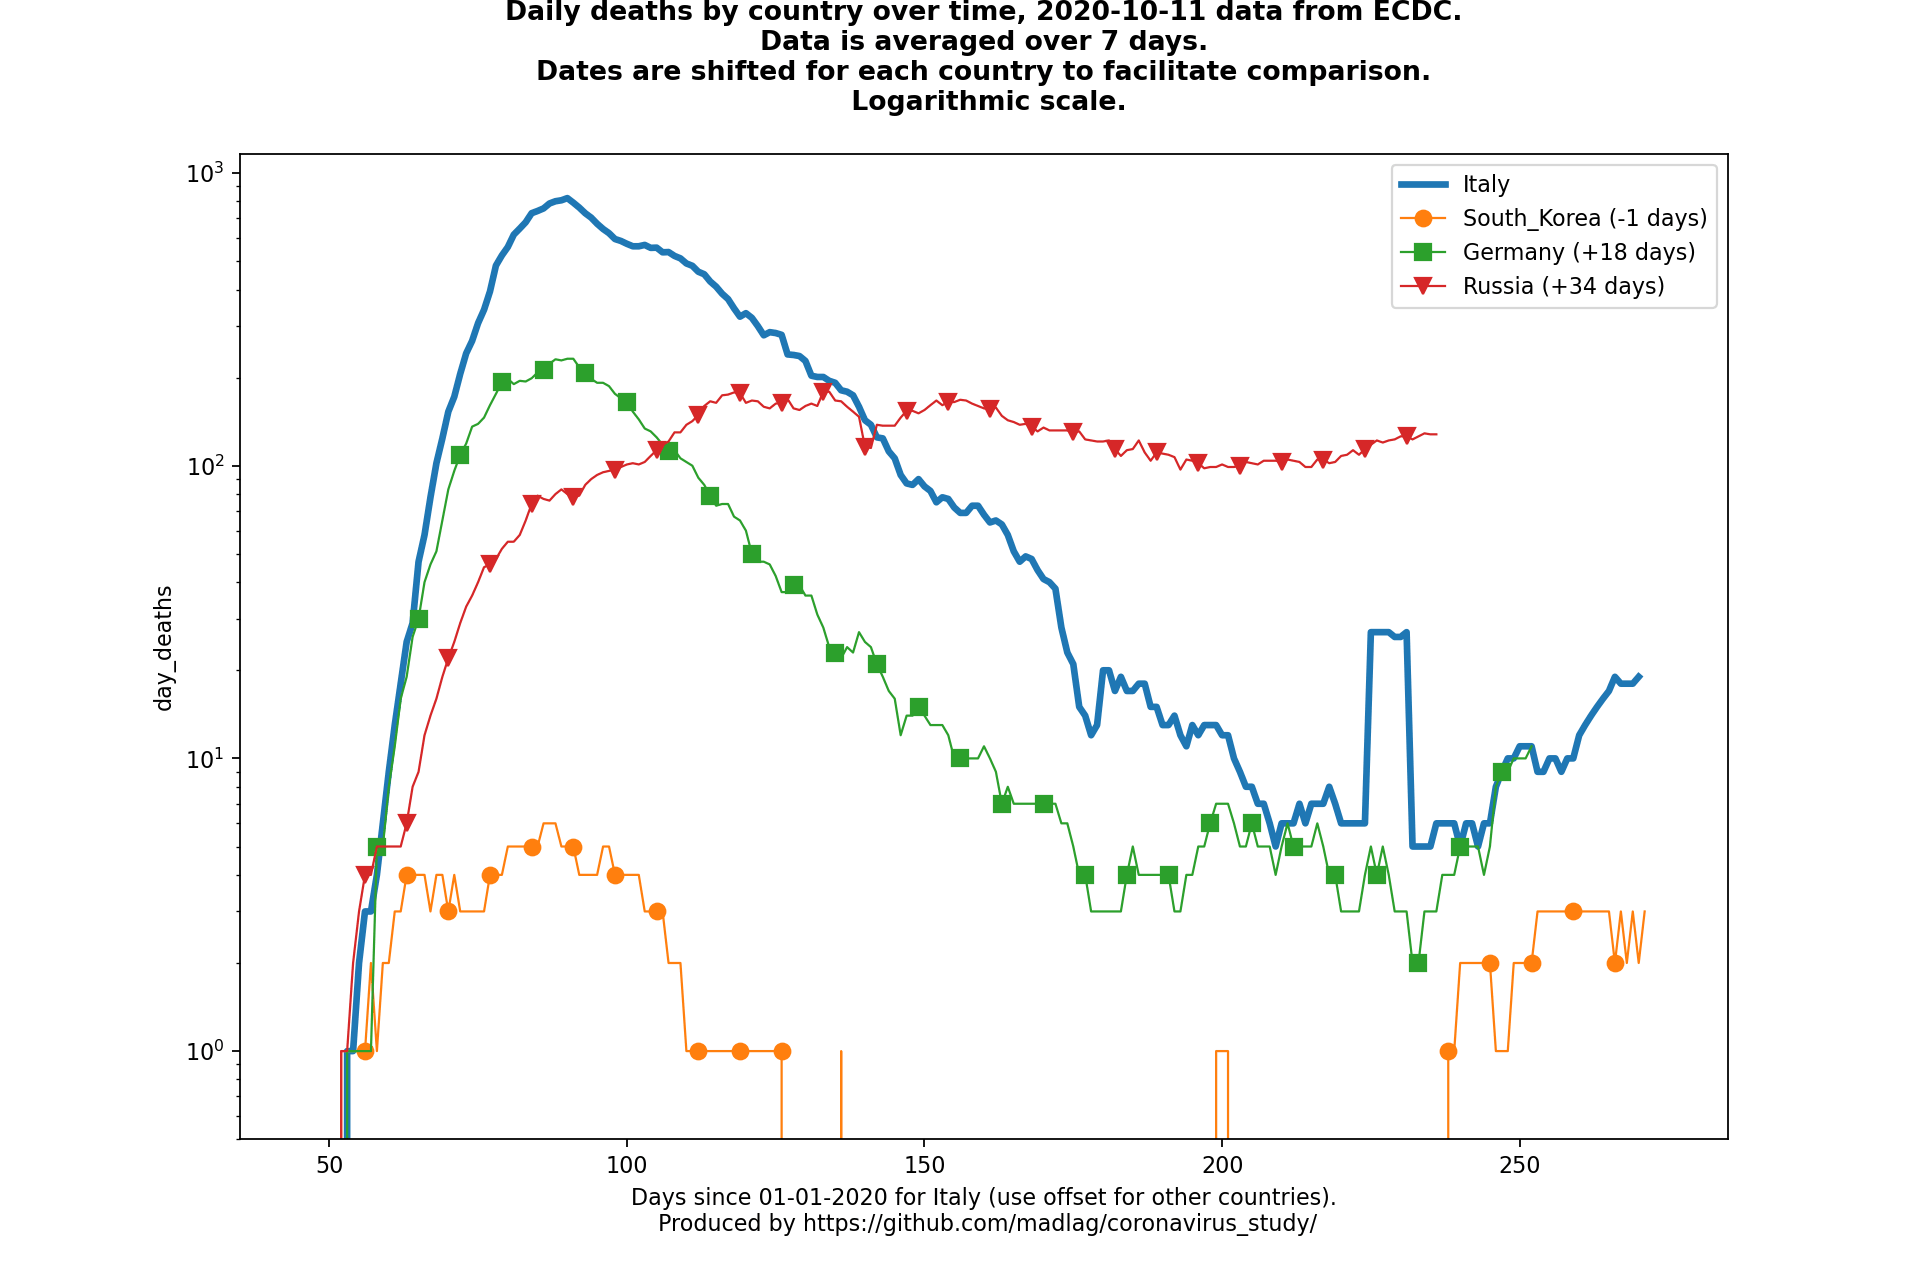 Daily deaths by country over time, 2020-10-11 data from ECDC.
Data is averaged over 7 days.
Dates are shifted for each country to facilitate comparison.
Logarithmic scale.
10³
10²
10¹
10⁰
day_deaths
Italy
South_Korea (-1 days)
Germany (+18 days)
Russia (+34 days)
50 100 150 200 250
Days since 01-01-2020 for Italy (use offset for other countries).
Produced by https://github.com/madlag/coronavirus_study/